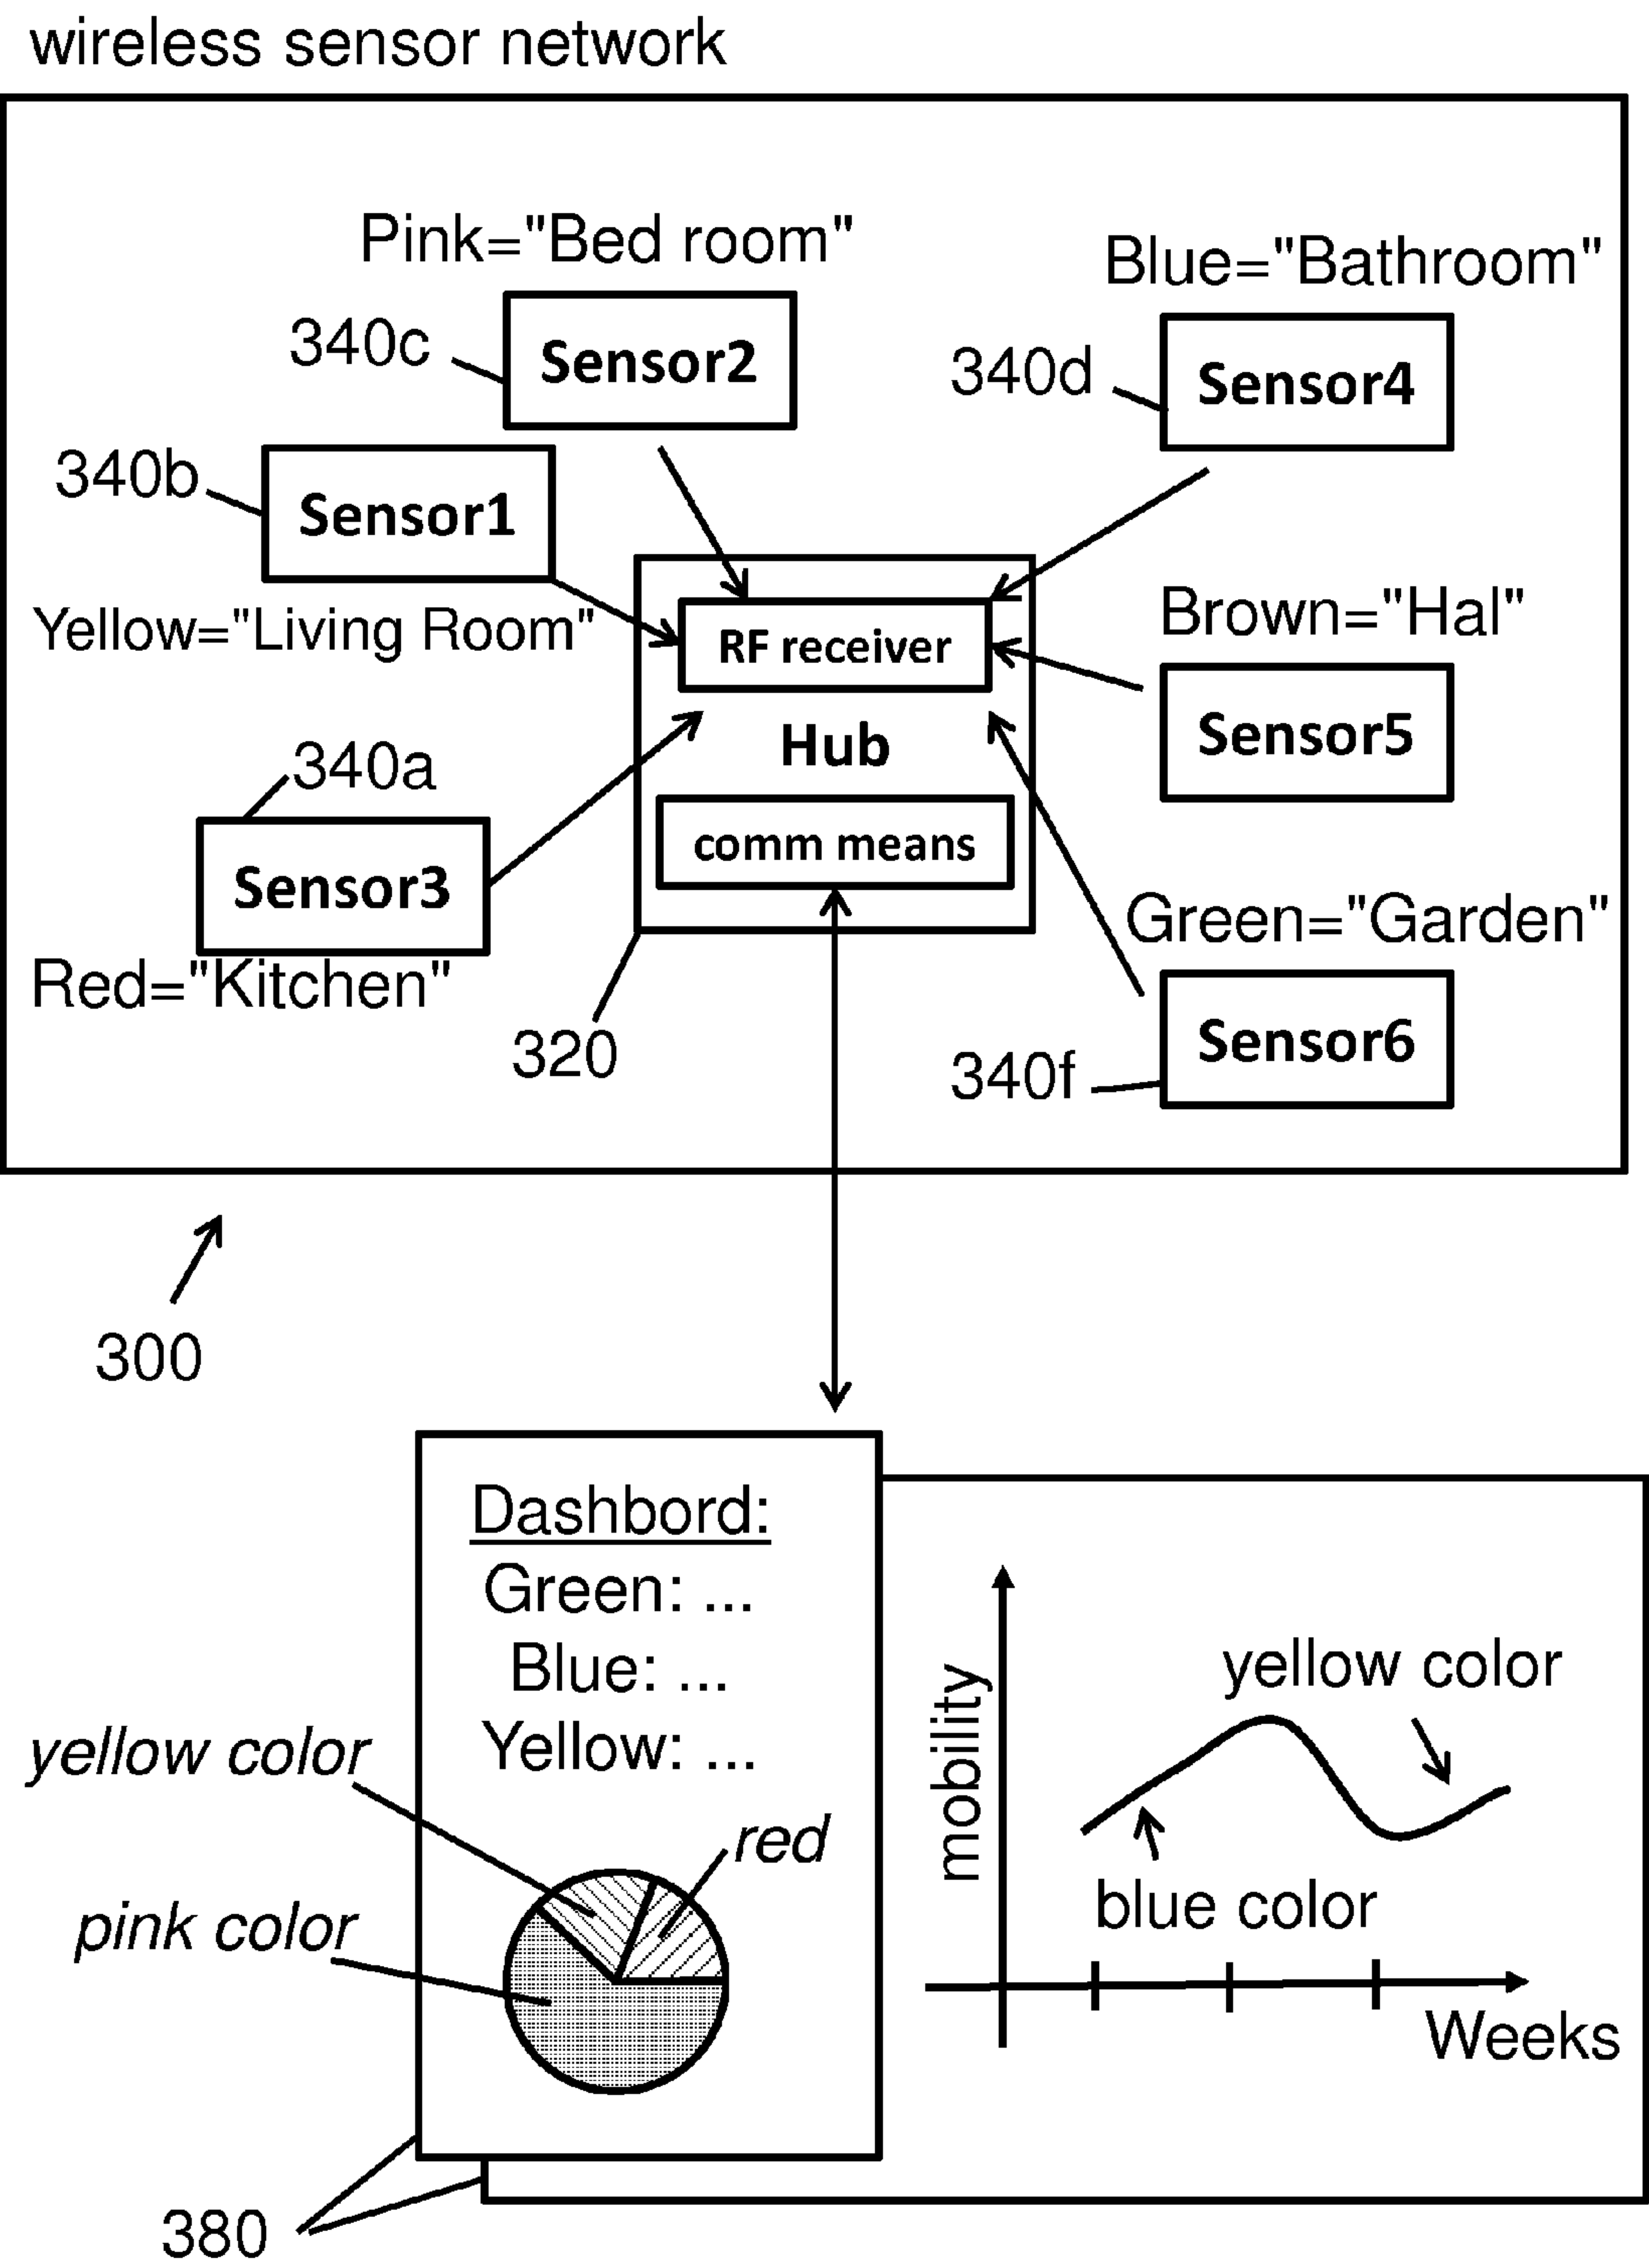 wireless sensor network
Pink="Bed room"
Blue="Bathroom"
340c
Sensor2
340d
Sensor4
340b
Sensor1
Yellow="Living Room"
RF receiver
Brown="Hal"
Sensor5
Hub
340a
Sensor3
comm means
Red="Kitchen"
Green="Garden"
320
340f
Sensor6
300
Dashbord:
Green: ...
Blue: ...
Yellow: ...
yellow color
red
pink color
mobility
yellow color
blue color
Weeks
380